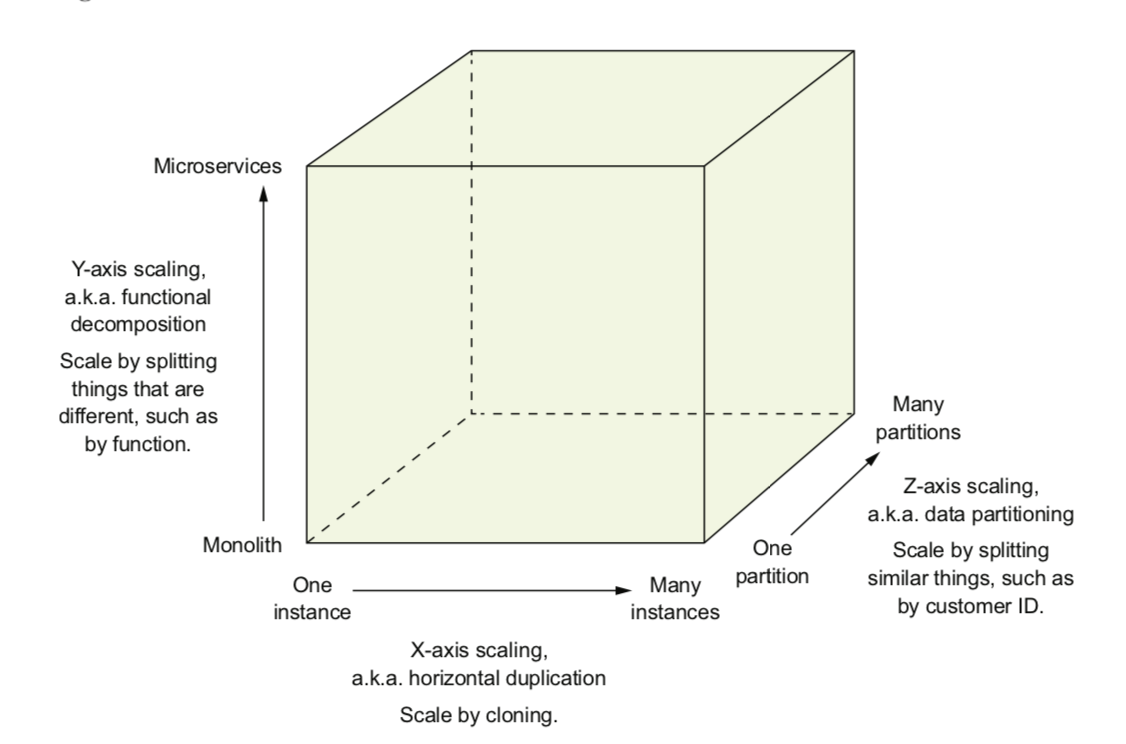 Microservices
Y-axis scaling,
a.k.a. functional
decomposition
Scale by splitting
things that are
different, such as
by function.
Monolith
One
instance
Many
instances
X-axis scaling,
a.k.a. horizontal duplication
Scale by cloning.
One
partition
Many
partitions
Z-axis scaling,
a.k.a. data partitioning
Scale by splitting
similar things, such as
by customer ID.